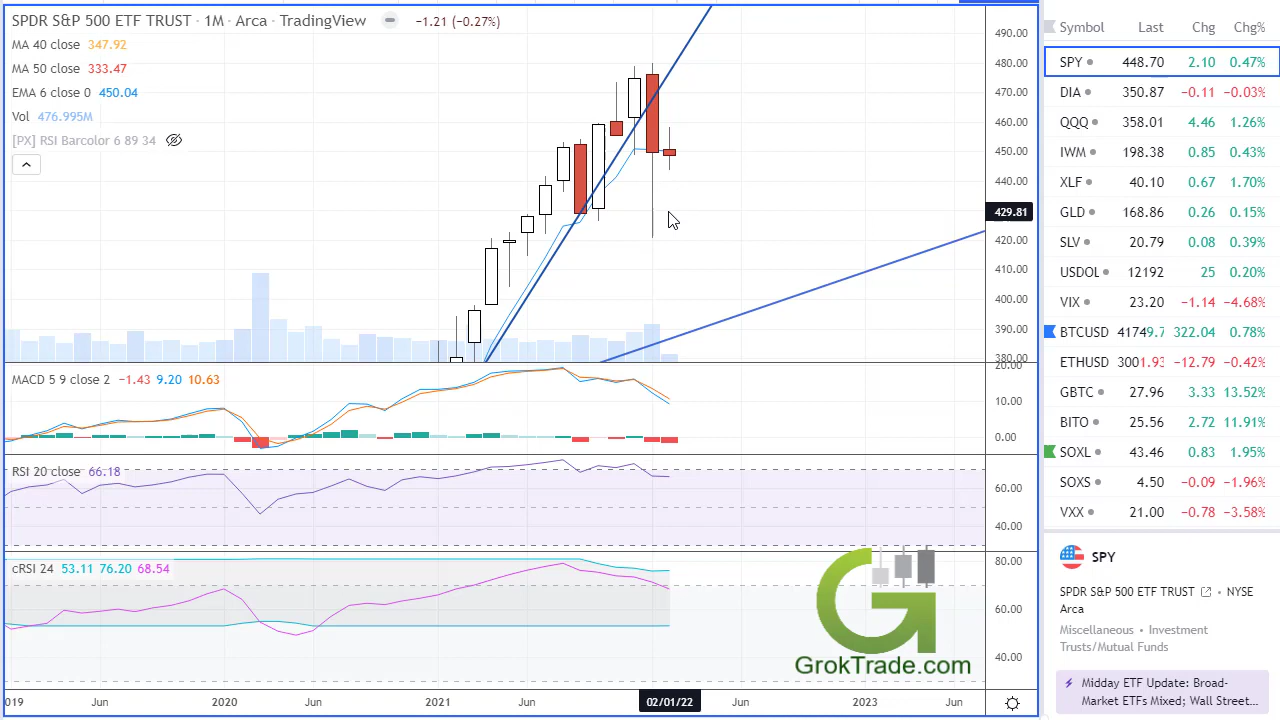 SPDR S&P 500 ETF TRUST · 1M · Arca · TradingView −1.21 (−0.27%)
MA 40 close 347.92
MA 50 close 333.47
EMA 6 close 0 450.04
Vol 476.995M
[PX] RSI Barcolor 6 89 34
490.00
480.00
470.00
460.00
450.00
440.00
429.81
420.00
410.00
400.00
390.00
380.00
MACD 5 9 close 2 −1.43 9.20 10.63
20.00
10.00
0.00
RSI 20 close 66.18
60.00
40.00
cRSI 24 53.11 76.20 68.54
80.00
60.00
40.00
GrokTrade.com
2019 Jun 2020 Jun 2021 Jun 02/01/22 Jun 2023 Jun
Symbol Last Chg Chg%
SPY 448.70 2.10 0.47%
DIA 350.87 −0.11 −0.03%
QQQ 358.01 4.46 1.26%
IWM 198.38 0.85 0.43%
XLF 40.10 0.67 1.70%
GLD 168.86 0.26 0.15%
SLV 20.79 0.08 0.39%
USDOL 12192 25 0.20%
VIX 23.20 −1.14 −4.68%
BTCUSD 41749.7 322.04 0.78%
ETHUSD 3001.93 −12.79 −0.42%
GBTC 27.96 3.33 13.52%
BITO 25.56 2.72 11.91%
SOXL 43.46 0.83 1.95%
SOXS 4.50 −0.09 −1.96%
VXX 21.00 −0.78 −3.58%
SPY
SPDR S&P 500 ETF TRUST • NYSE
Arca
Miscellaneous • Investment
Trusts/Mutual Funds
Midday ETF Update: Broad-
Market ETFs Mixed; Wall Street...